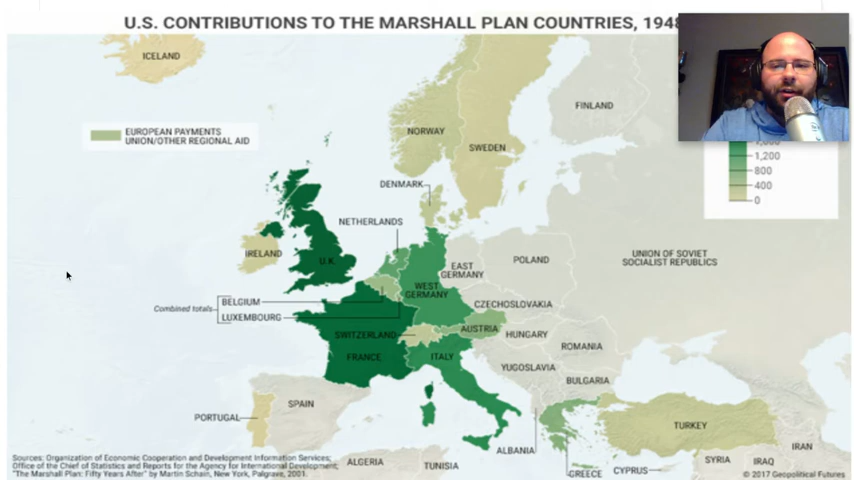 U.S. CONTRIBUTIONS TO THE MARSHALL PLAN COUNTRIES,
ICELAND
FINLAND
EUROPEAN PAYMENTS
UNION/OTHER REGIONAL AID
NORWAY
SWEDEN
1,200
800
400
0
DENMARK
NETHERLANDS
IRELAND
U.K.
EAST
GERMANY
POLAND
UNION OF SOVIET
SOCIALIST REPUBLICS
WEST
GERMANY
Combined totals
BELGIUM
LUXEMBOURG
CZECHOSLOVAKIA
SWITZERLAND
AUSTRIA
HUNGARY
ROMANIA
FRANCE
ITALY
YUGOSLAVIA
BULGARIA
SPAIN
PORTUGAL
TURKEY
ALBANIA
ALGERIA
TUNISIA
GREECE
CYPRUS
SYRIA
IRAQ
IRAN
Sources: Organization of Economic Cooperation and Development Information Services;
Office of the Chief of Statistics and Reports for the Agency for International Development;
"The Marshall Plan: Fifty Years After" by Martin Schain, New York, Palgrave, 2001.
© 2017 Geopolitical Futures